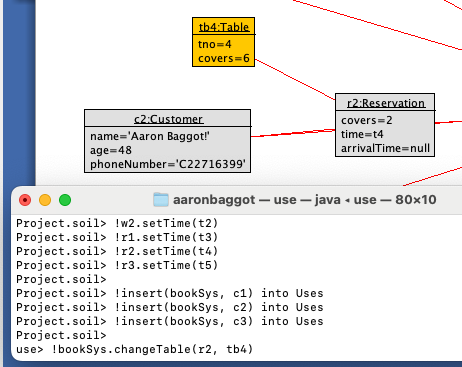 tb4:Table
tno=4
covers=6
r2:Reservation
covers=2
time=t4
arrivalTime=null
c2:Customer
name='Aaron Baggot!'
age=48
phoneNumber='C22716399'
aaronbaggot — use — java ◂ use — 80×10
Project.soil> !w2.setTime(t2)
Project.soil> !r1.setTime(t3)
Project.soil> !r2.setTime(t4)
Project.soil> !r3.setTime(t5)
Project.soil>
Project.soil> !insert(bookSys, c1) into Uses
Project.soil> !insert(bookSys, c2) into Uses
Project.soil> !insert(bookSys, c3) into Uses
Project.soil>
use> !bookSys.changeTable(r2, tb4)